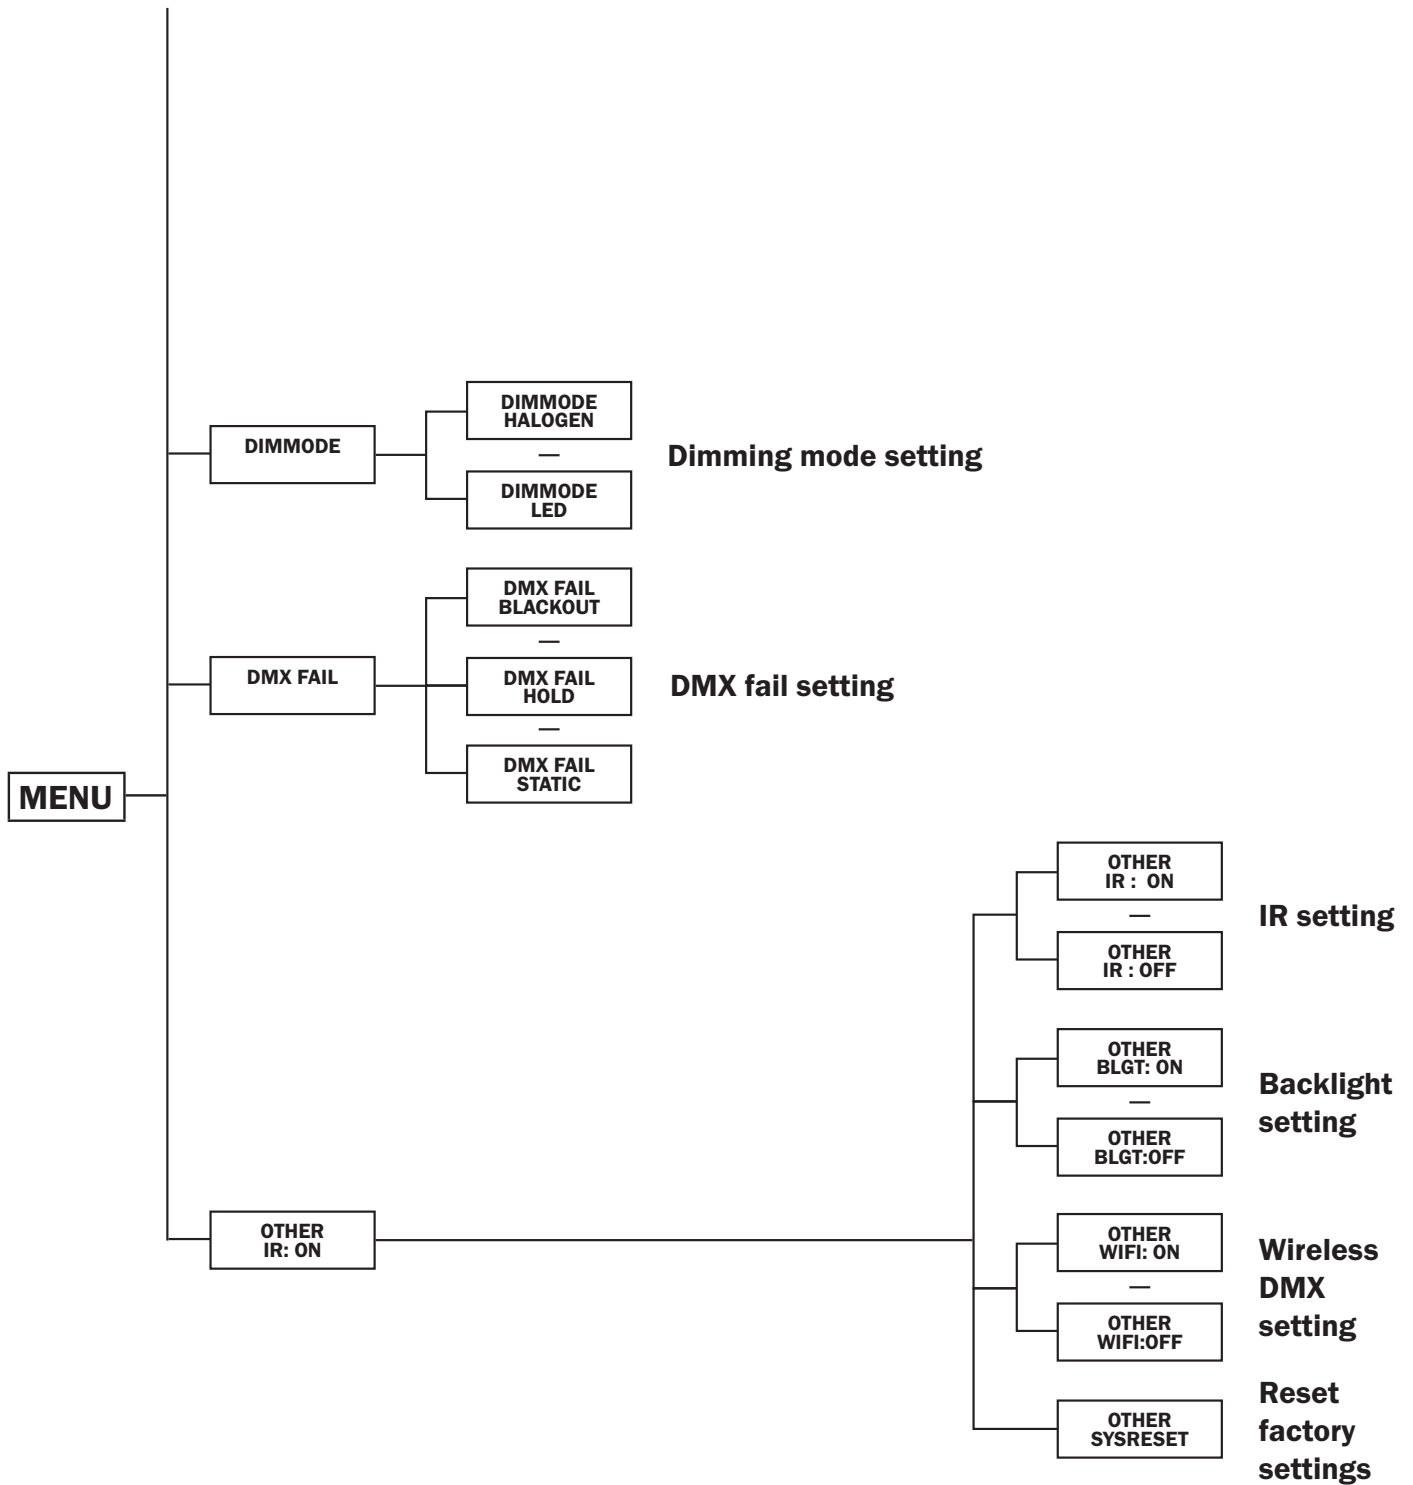 DIMMODE
DIMMODE
HALOGEN
—
DIMMODE
LED
Dimming mode setting
DMX FAIL
DMX FAIL
BLACKOUT
—
DMX FAIL
HOLD
—
DMX FAIL
STATIC
DMX fail setting
MENU
OTHER
IR: ON
OTHER
IR : ON
—
OTHER
IR : OFF
IR setting
OTHER
BLGT: ON
—
OTHER
BLGT:OFF
Backlight
setting
OTHER
WIFI: ON
—
OTHER
WIFI:OFF
Wireless
DMX
setting
OTHER
SYSRESET
Reset
factory
settings